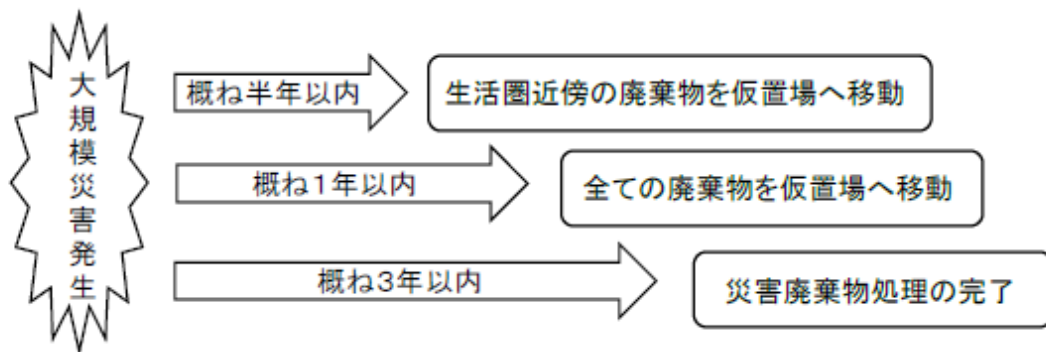 大規模災害発生
概ね半年以内
生活圏近傍の廃棄物を仮置場へ移動
概ね1年以内
全ての廃棄物を仮置場へ移動
概ね3年以内
災害廃棄物処理の完了